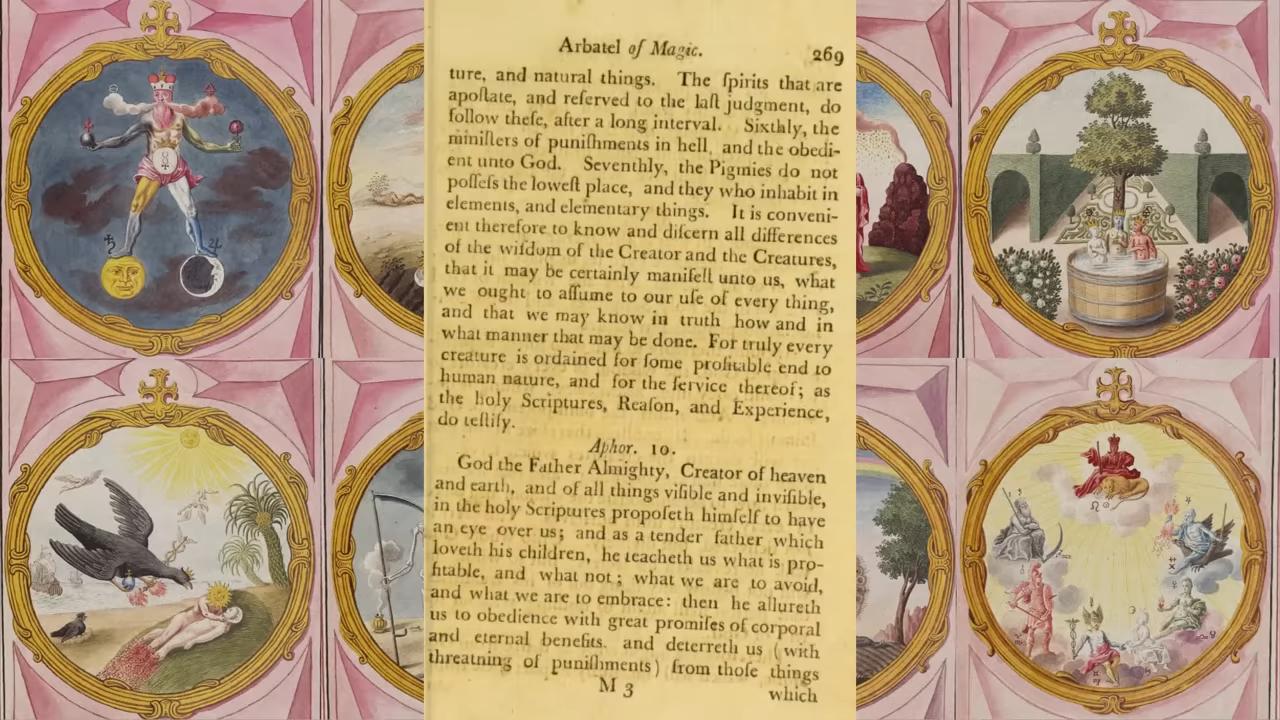 Arbatel of Magic. 269
ture, and natural things. The ſpirits that are
apoſtate, and reſerved to the laſt judgment, do
follow theſe, after a long interval. Sixthly, the
miniſters of puniſhments in hell, and the obedi-
ent unto God. Seventhly, the Pigmies do not
poſſeſs the loweſt place, and they who inhabit in
elements, and elementary things. It is conveni-
ent therefore to know and diſcern all differences
of the wiſdom of the Creator and the Creatures,
that it may be certainly manifeſt unto us, what
we ought to aſſume to our uſe of every thing,
and that we may know in truth how and in
what manner that may be done. For truly every
creature is ordained for ſome profitable end to
human nature, and for the ſervice thereof; as
the holy Scriptures, Reaſon, and Experience,
do teſtify.
Aphor. 10.
God the Father Almighty, Creator of heaven
and earth, and of all things viſible and inviſible,
in the holy Scriptures propoſeth himſelf to have
an eye over us; and as a tender father which
loveth his children, he teacheth us what is pro-
fitable, and what not; what we are to avoid,
and what we are to embrace: then he allureth
us to obedience with great promiſes of corporal
and eternal benefits. and deterreth us (with
threatning of puniſhments) from thoſe things
M 3 which